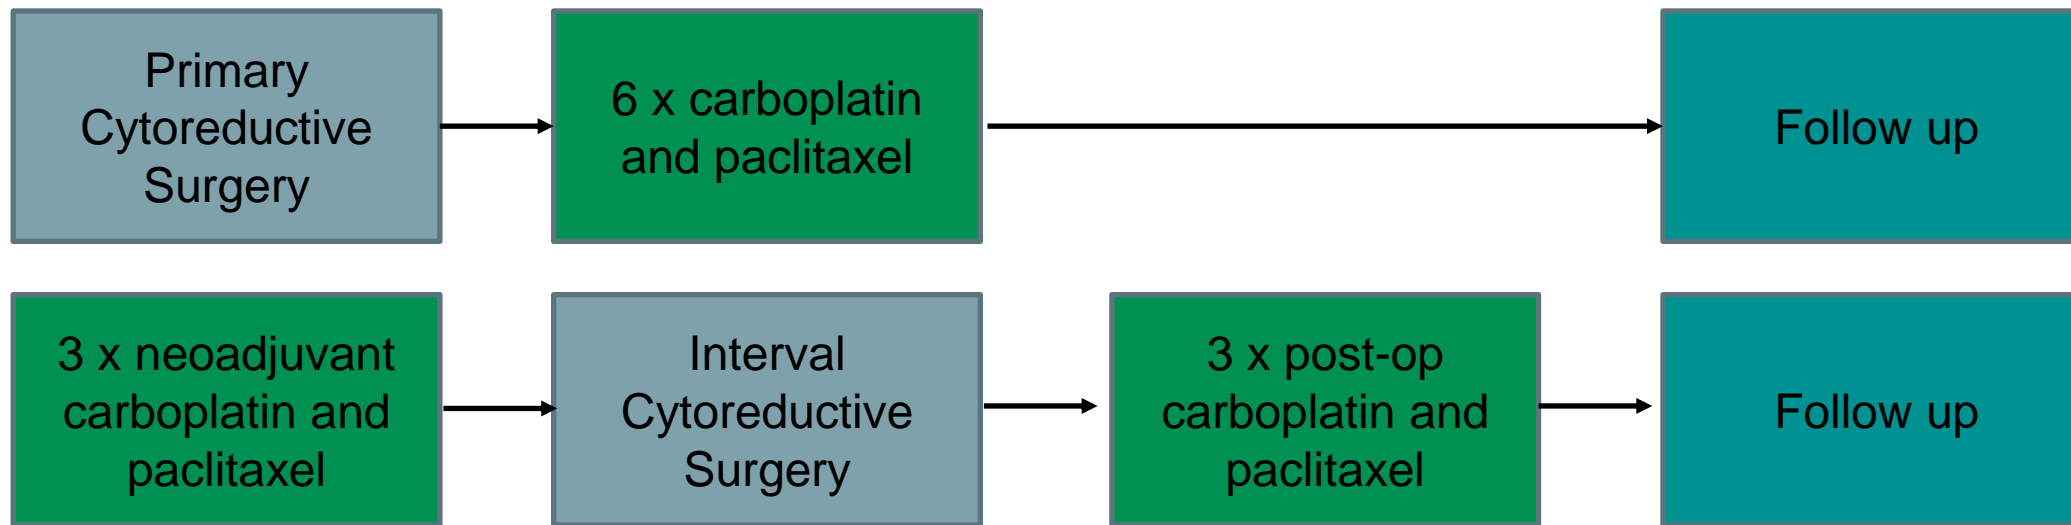 Primary
Cytoreductive
Surgery
6 x carboplatin
and paclitaxel
Follow up
3 x neoadjuvant
carboplatin and
paclitaxel
Interval
Cytoreductive
Surgery
3 x post-op
carboplatin and
paclitaxel
Follow up